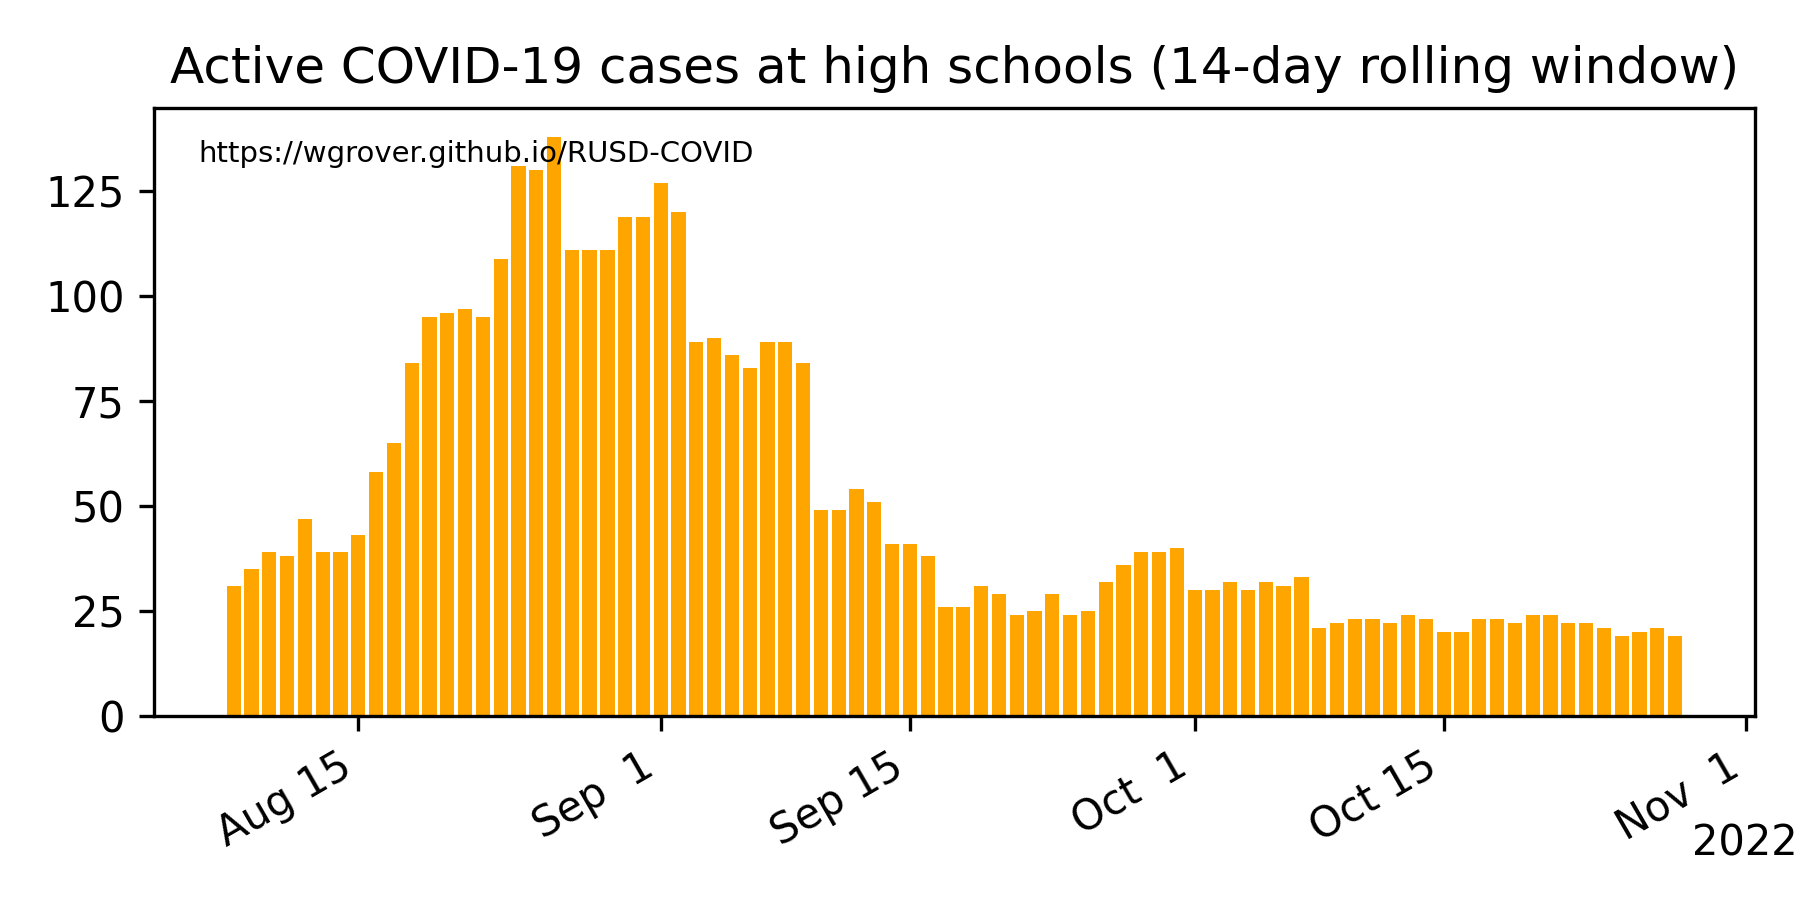 Active COVID-19 cases at high schools (14-day rolling window)
https://wgrover.github.io/RUSD-COVID
125
100
75
50
25
0
Aug 15
Sep 1
Sep 15
Oct 1
Oct 15
Nov 1
2022